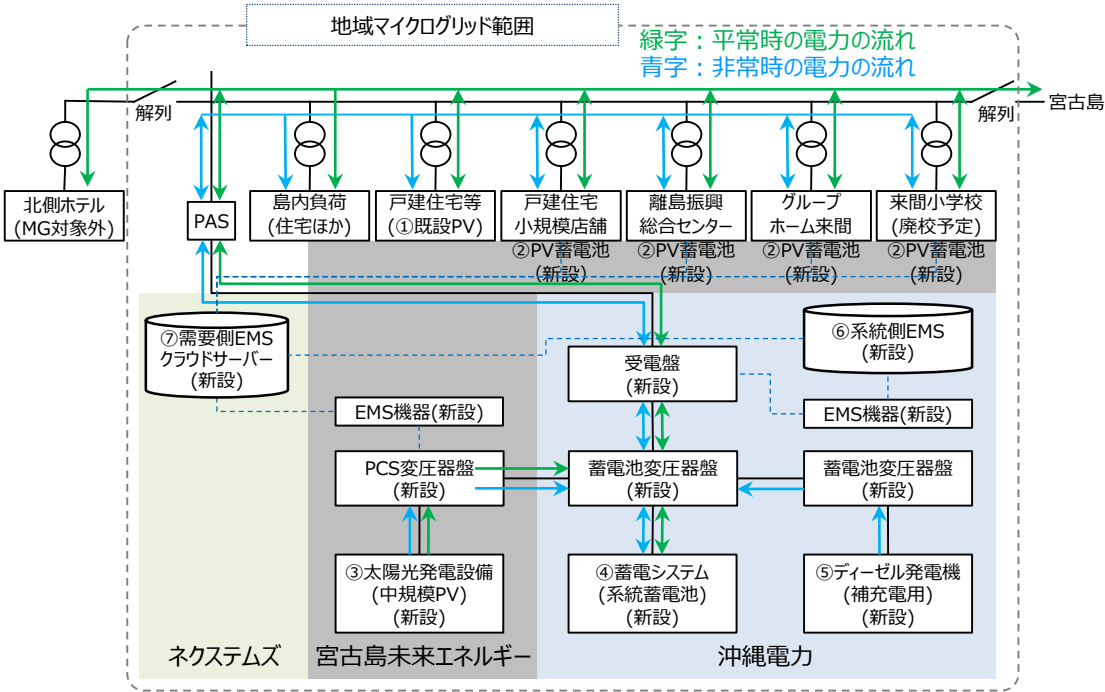 地域マイクログリッド範囲
緑字：平常時の電力の流れ
青字：非常時の電力の流れ
解列
解列
宮古島
北側ホテル
(MG対象外)
PAS
島内負荷
(住宅ほか)
戸建住宅等
(①既設PV)
戸建住宅
小規模店舗
②PV蓄電池
(新設)
離島振興
総合センター
②PV蓄電池
(新設)
グループ
ホーム来間
②PV蓄電池
(新設)
来間小学校
(廃校予定)
②PV蓄電池
(新設)
⑦需要側EMS
クラウドサーバー
(新設)
受電盤
(新設)
⑥系統側EMS
(新設)
EMS機器(新設)
EMS機器(新設)
PCS変圧器盤
(新設)
蓄電池変圧器盤
(新設)
蓄電池変圧器盤
(新設)
③太陽光発電設備
(中規模PV)
(新設)
④蓄電システム
(系統蓄電池)
(新設)
⑤ディーゼル発電機
(補充電用)
(新設)
ネクステムズ
宮古島未来エネルギー
沖縄電力